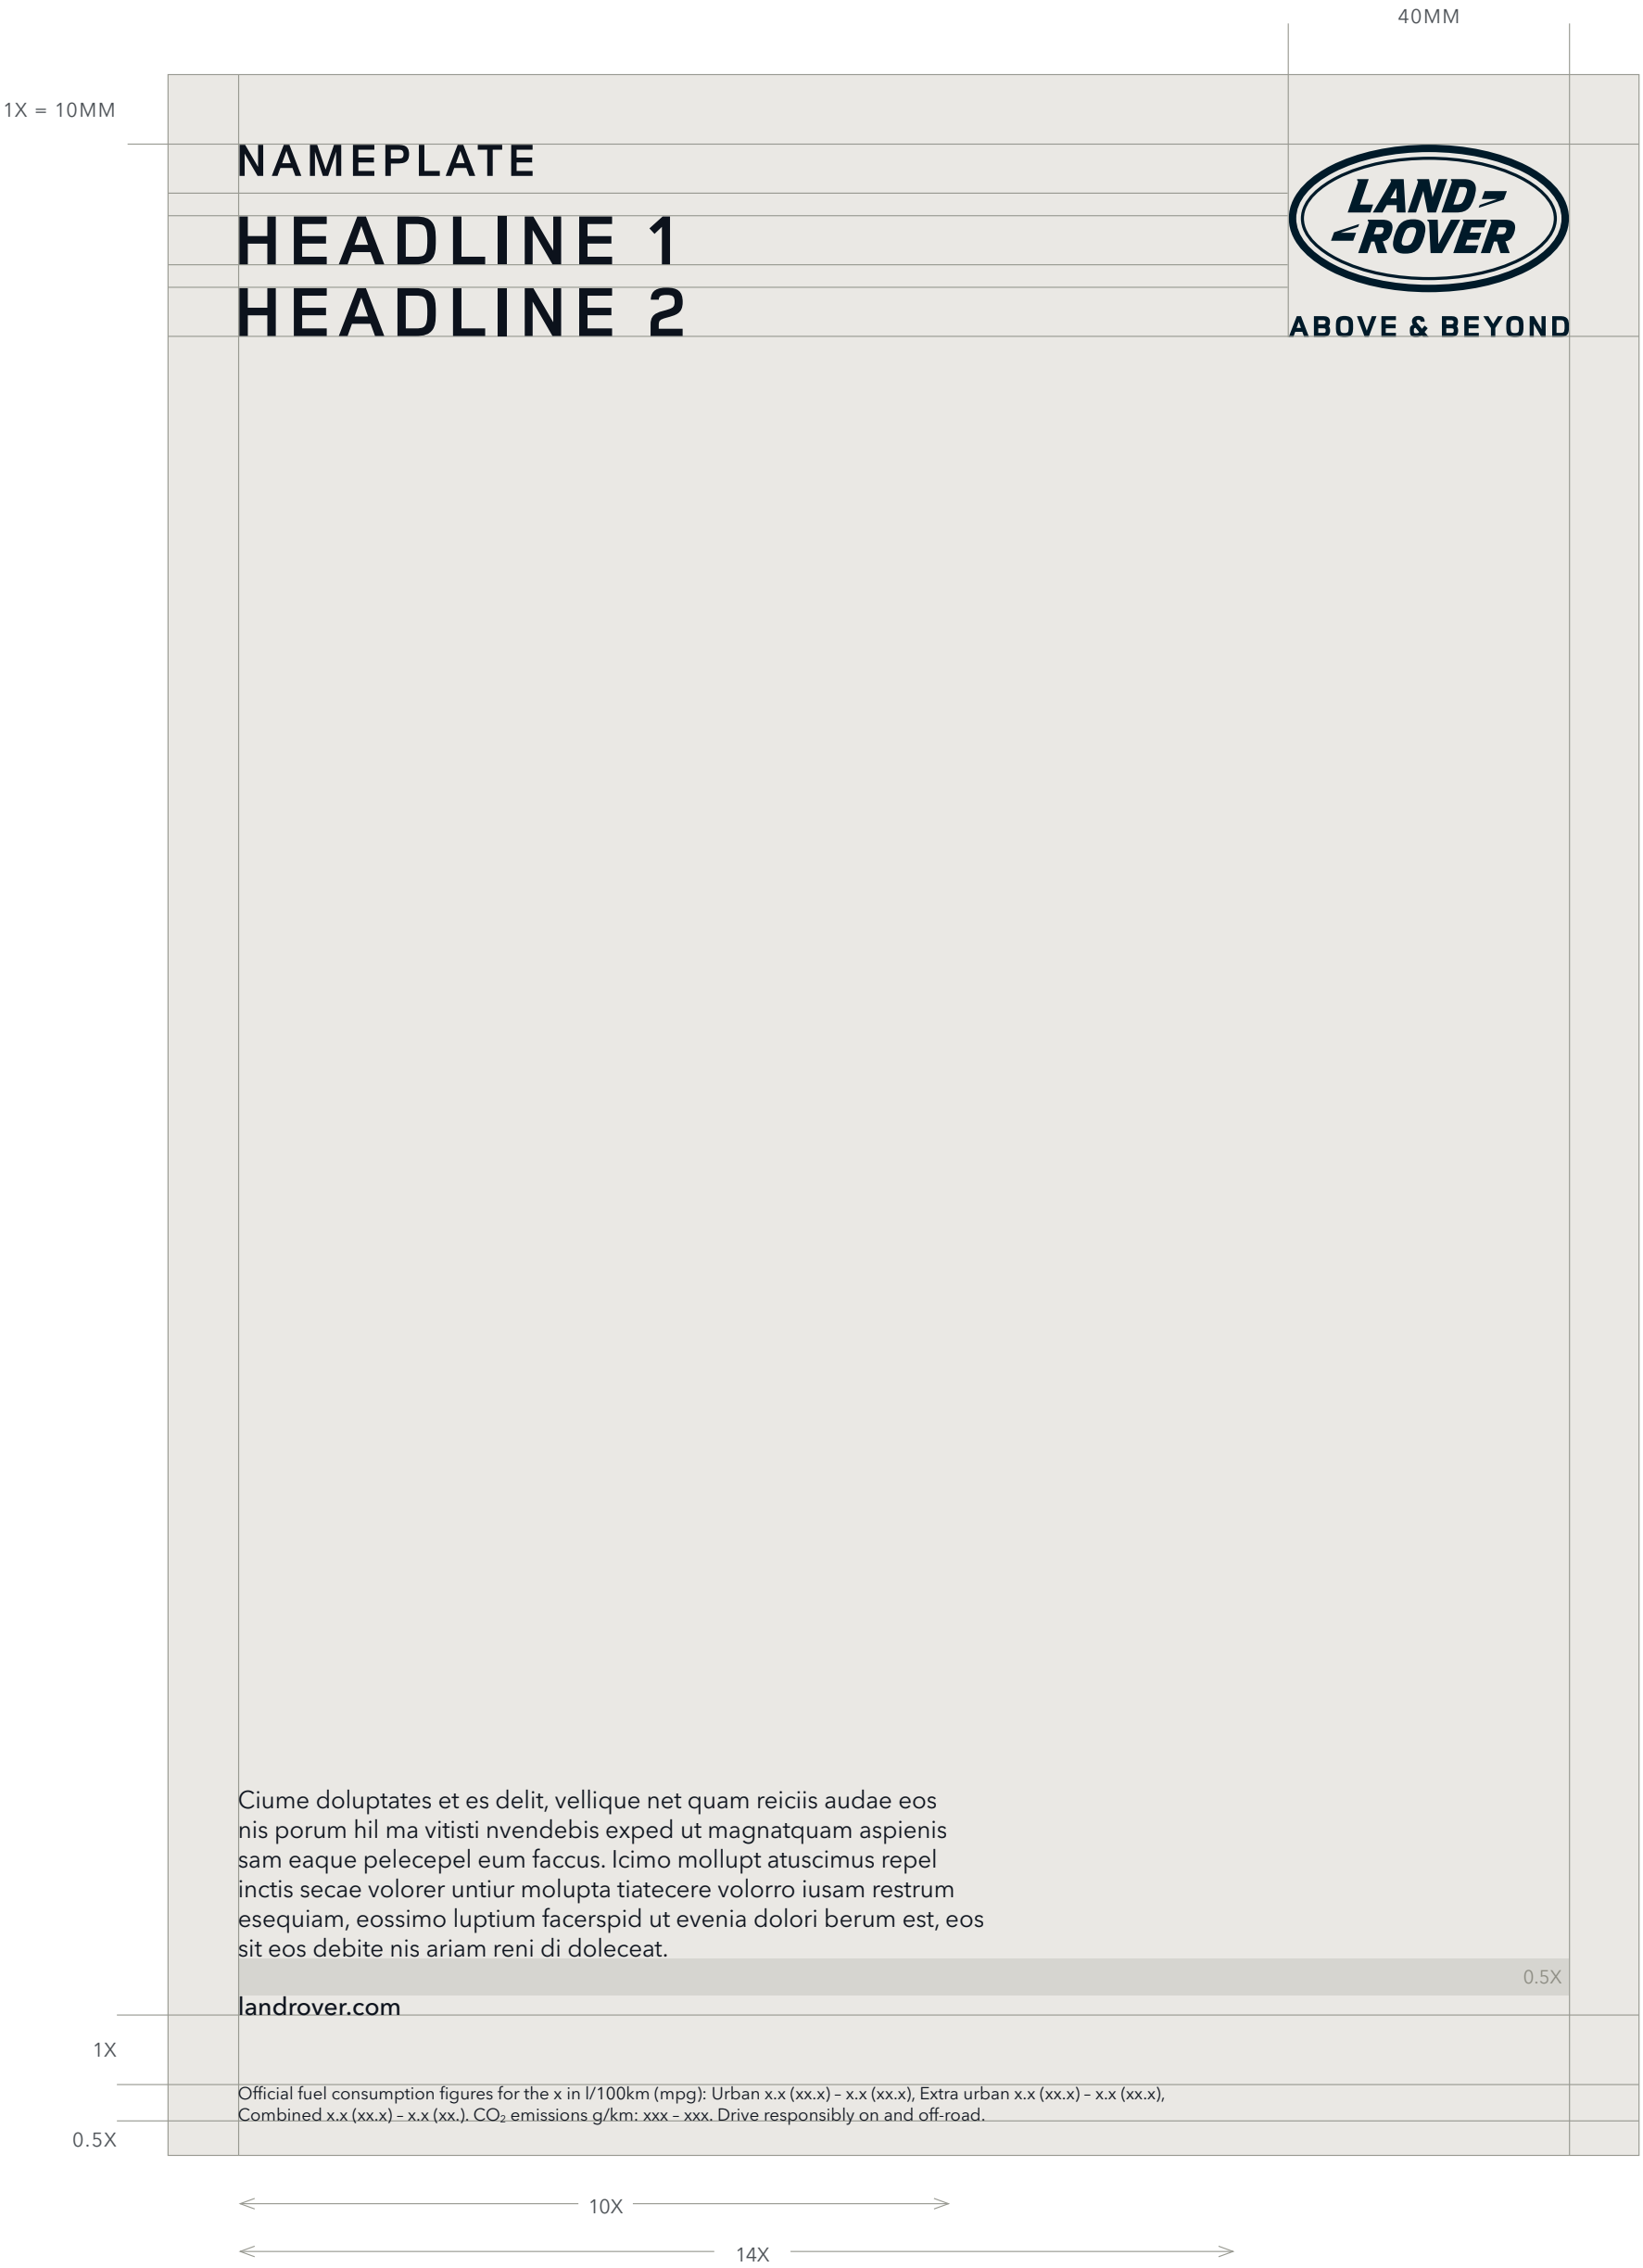 40MM
1X = 10MM
NAMEPLATE
HEADLINE 1
HEADLINE 2
LAND-
-ROVER
ABOVE & BEYOND
Ciume doluptates et es delit, vellique net quam reiciis audae eos
nis porum hil ma vitisti nvendebis exped ut magnatquam aspienis
sam eaque pelecepel eum faccus. Icimo mollupt atuscimus repel
inctis secae volorer untiur molupta tiatecere volorro iusam restrum
esequiam, eossimo luptium facerspid ut evenia dolori berum est, eos
sit eos debite nis ariam reni di doleceat.
0.5X
landrover.com
1X
Official fuel consumption figures for the x in l/100km (mpg): Urban x.x (xx.x) – x.x (xx.x), Extra urban x.x (xx.x) – x.x (xx.x),
Combined x.x (xx.x) – x.x (xx.). CO₂ emissions g/km: xxx – xxx. Drive responsibly on and off-road.
0.5X
10X
14X